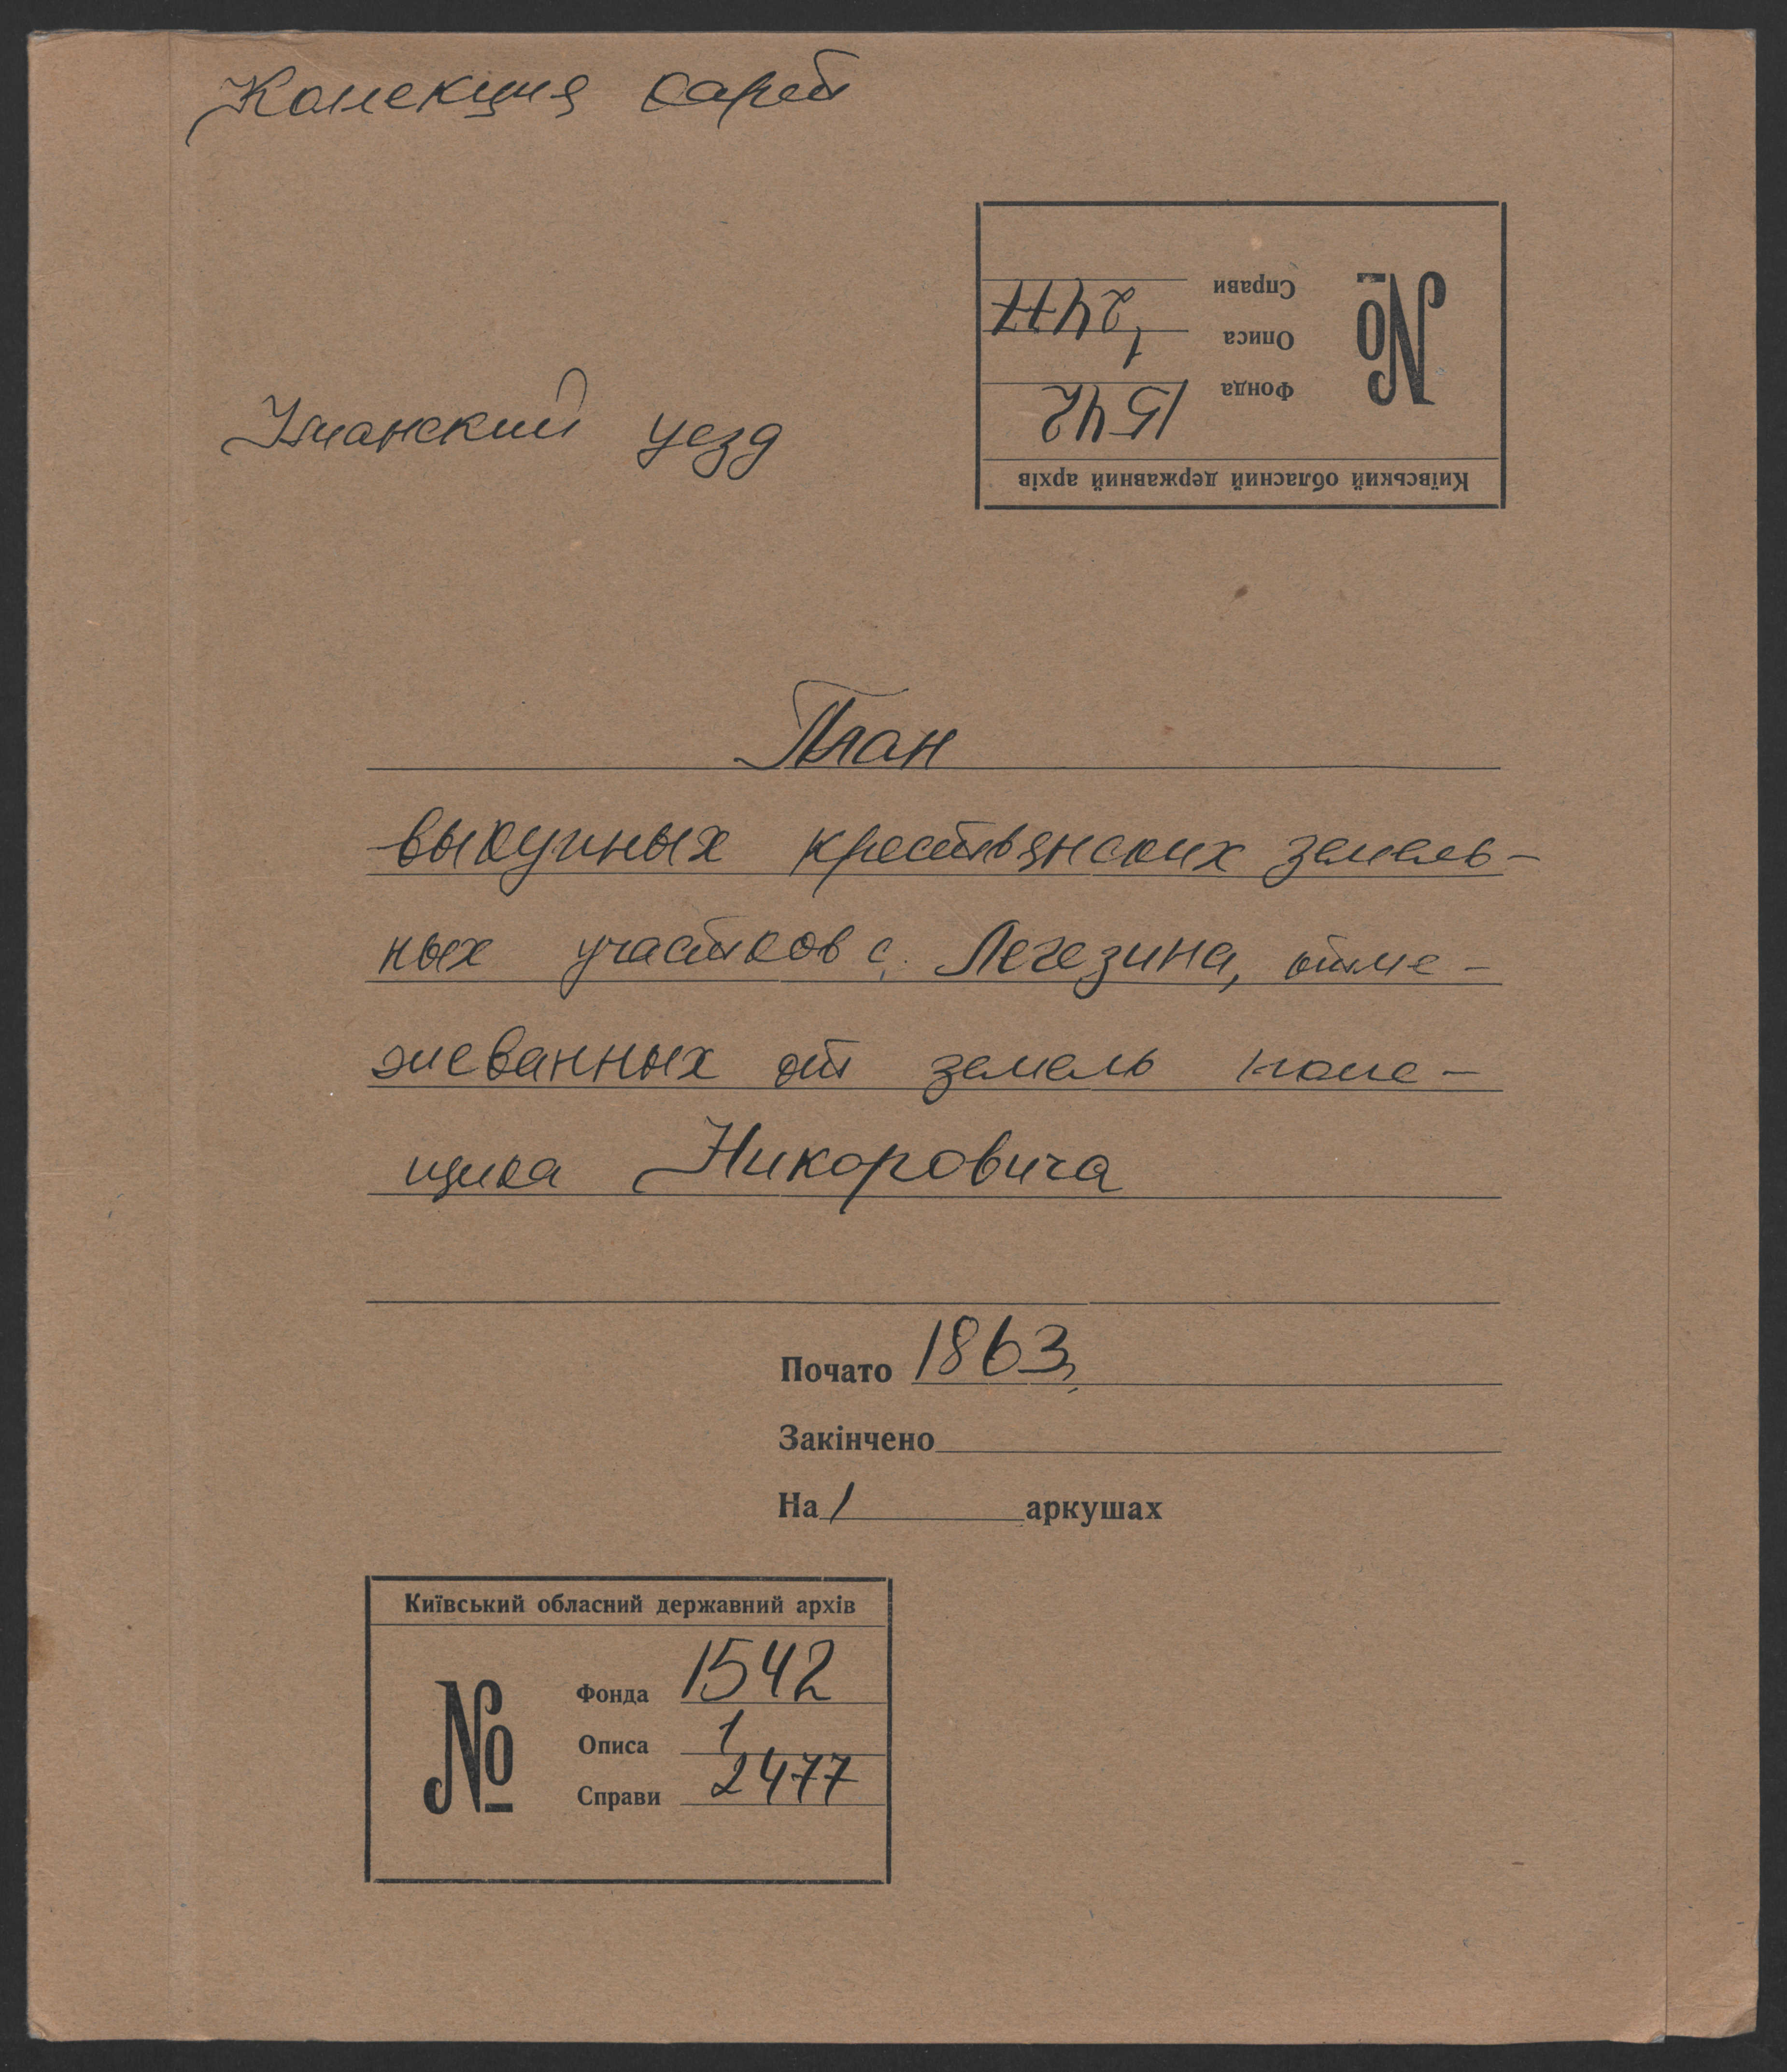 Колекция карт
Київський обласний державний архів
№
Фонда 1542
Описа 1
Справи 2477
Уманский уезд
План
выкупных крестьянских земель-
ных участков с. Легезина, отме-
жеванных от земель поме-
щика Никоровича
Почато 1863
Закінчено
На 1 аркушах
Київський обласний державний архів
№
Фонда 1542
Описа 1
Справи 2477